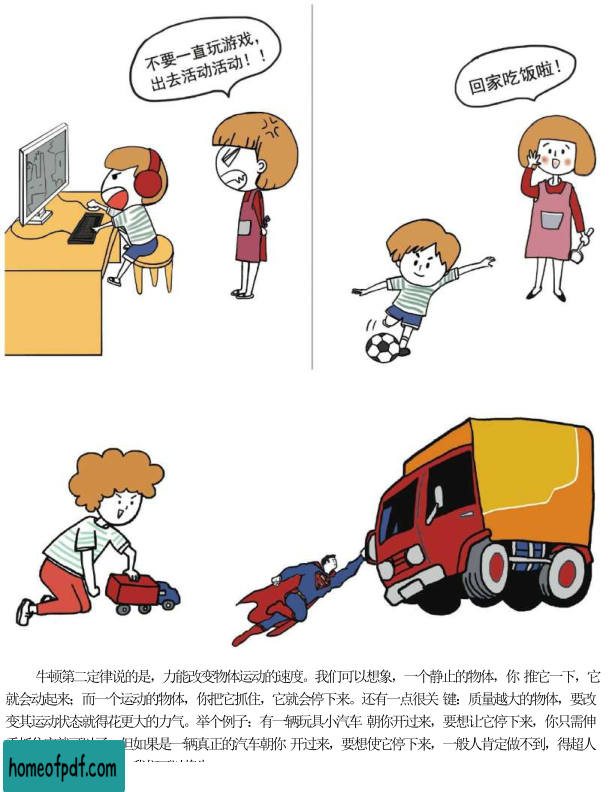 不要一直玩游戏，
出去活动活动！！
回家吃饭啦！
牛顿第二定律说的是，力能改变物体运动的速度。我们可以想象，一个静止的物体，你 推它一下，它
就会动起来；而一个运动的物体，你把它抓住，它就会停下来。还有一点很关 键：质量越大的物体，要改
变其运动状态就得花更大的力气。举个例子：有一辆玩具小汽车 朝你开过来，要想让它停下来，你只需伸
但如果是一辆真正的汽车朝你 开过来，要想使它停下来，一般人肯定做不到，得超人
homeofpdf.com